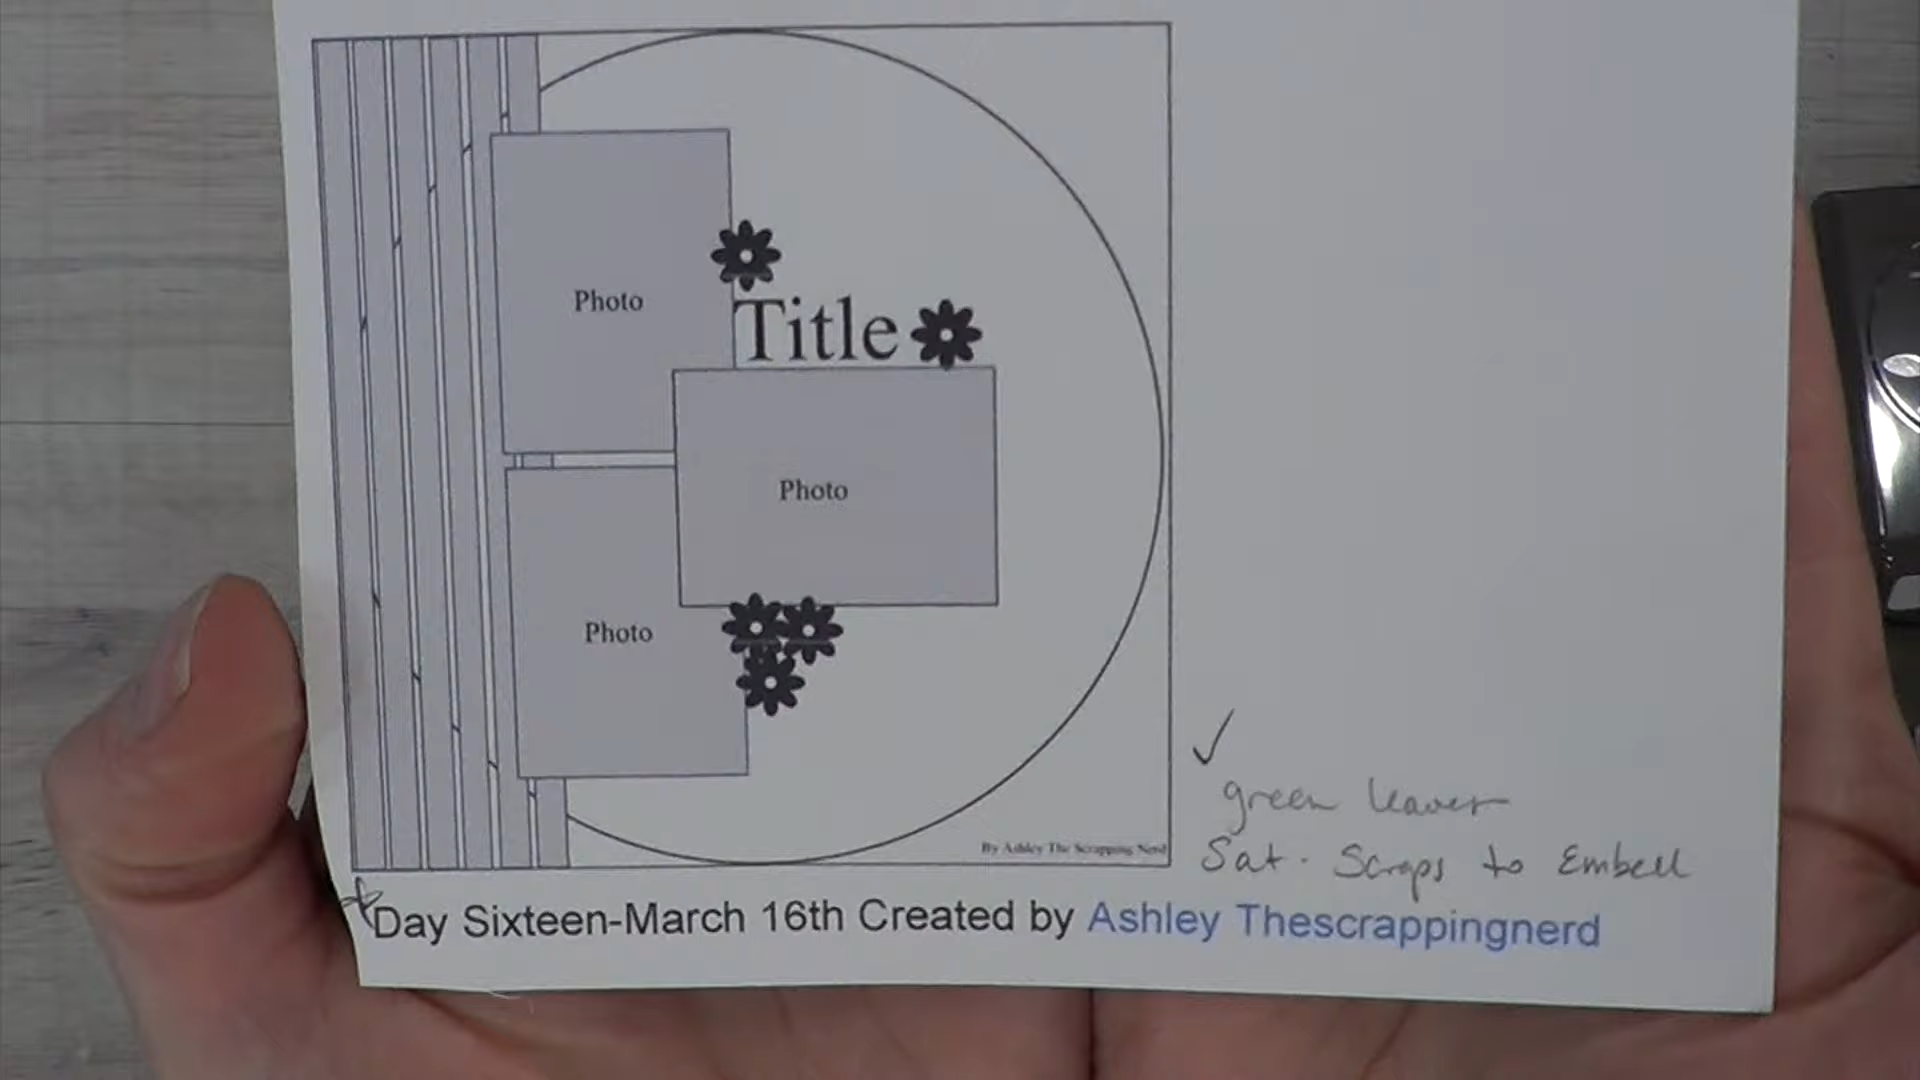 Photo
Title
Photo
Photo
By Ashley The Scrapping Nerd
green leaves
Sat. Scraps to Embell
Day Sixteen-March 16th Created by Ashley Thescrappingnerd